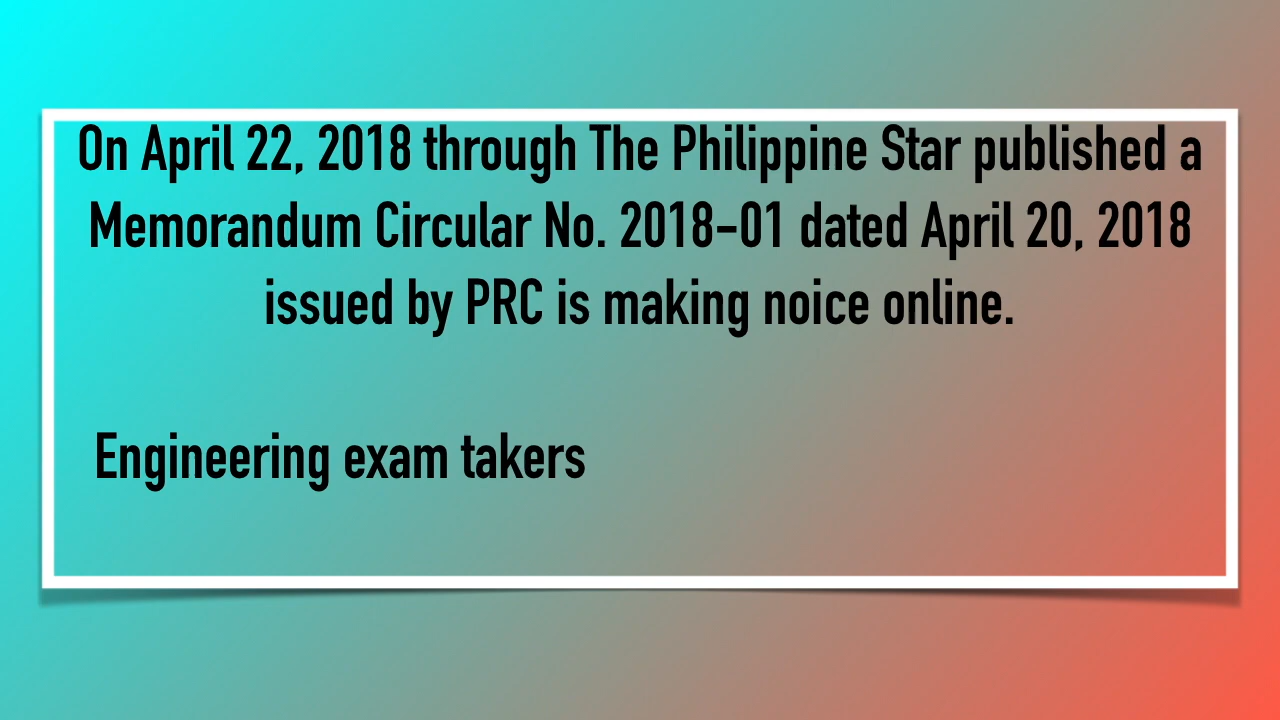 On April 22, 2018 through The Philippine Star published a
Memorandum Circular No. 2018-01 dated April 20, 2018
issued by PRC is making noice online.
Engineering exam takers